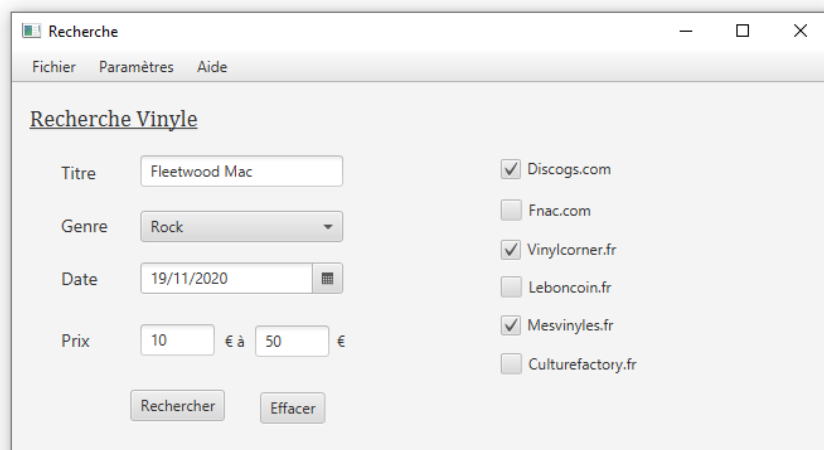 Recherche
Fichier Paramètres Aide
Recherche Vinyle
Titre Fleetwood Mac
Genre Rock
Date 19/11/2020
Prix 10 € à 50 €
Rechercher Effacer
Discogs.com
Fnac.com
Vinylcorner.fr
Leboncoin.fr
Mesvinyles.fr
Culturefactory.fr